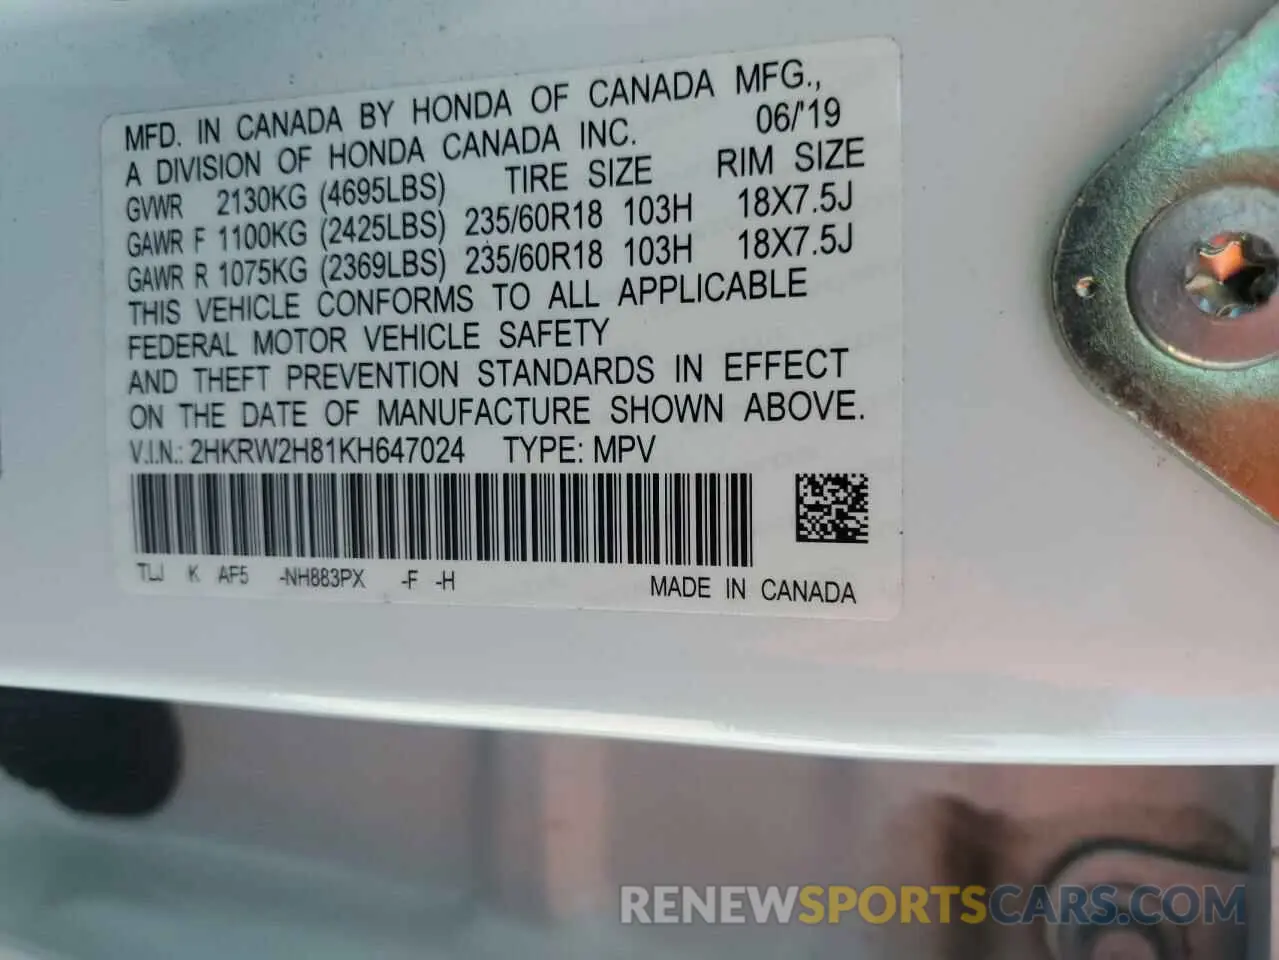 MFD. IN CANADA BY HONDA OF CANADA MFG.,
A DIVISION OF HONDA CANADA INC. 06/'19
GVWR 2130KG (4695LBS) TIRE SIZE RIM SIZE
GAWR F 1100KG (2425LBS) 235/60R18 103H 18X7.5J
GAWR R 1075KG (2369LBS) 235/60R18 103H 18X7.5J
THIS VEHICLE CONFORMS TO ALL APPLICABLE
FEDERAL MOTOR VEHICLE SAFETY
AND THEFT PREVENTION STANDARDS IN EFFECT
ON THE DATE OF MANUFACTURE SHOWN ABOVE.
V.I.N.: 2HKRW2H81KH647024 TYPE: MPV
TLJ K AF5 -NH883PX -F -H MADE IN CANADA
RENEWSPORTSCARS.COM